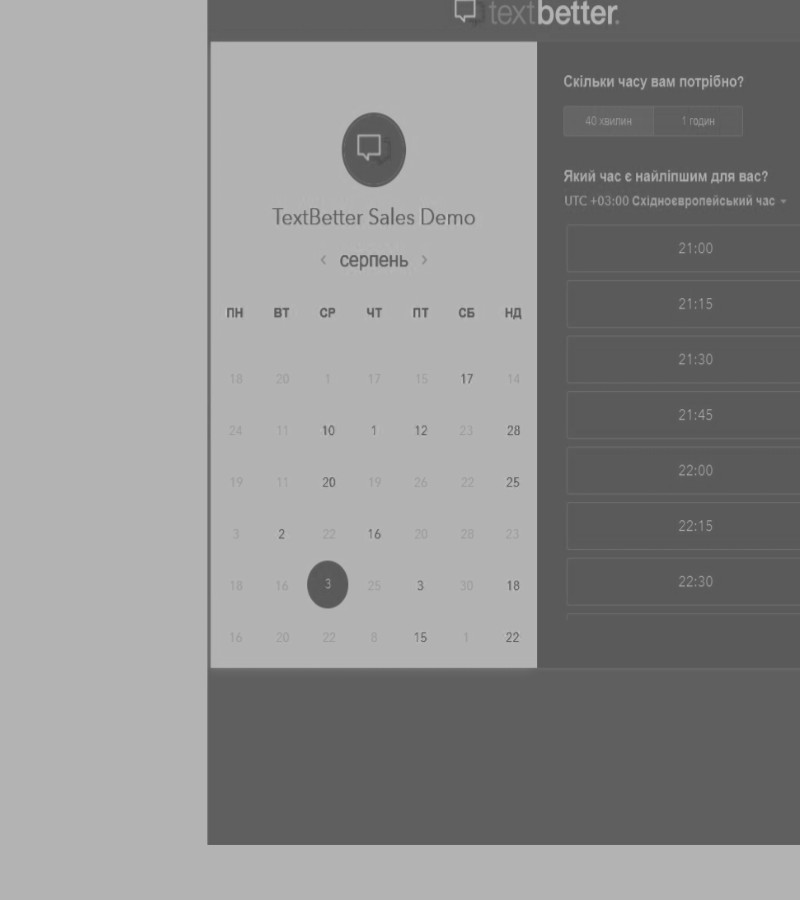 textbetter.
TextBetter Sales Demo
‹ серпень ›
ПН ВТ СР ЧТ ПТ СБ НД
18 20 1 17 15 17 14
24 11 10 1 12 23 28
19 11 20 19 26 22 25
3 2 22 16 20 28 23
18 16 3 25 3 30 18
16 20 22 8 15 1 22
Скільки часу вам потрібно?
40 хвилин 1 годин
Який час є найліпшим для вас?
UTC +03:00 Східноєвропейський час
21:00
21:15
21:30
21:45
22:00
22:15
22:30